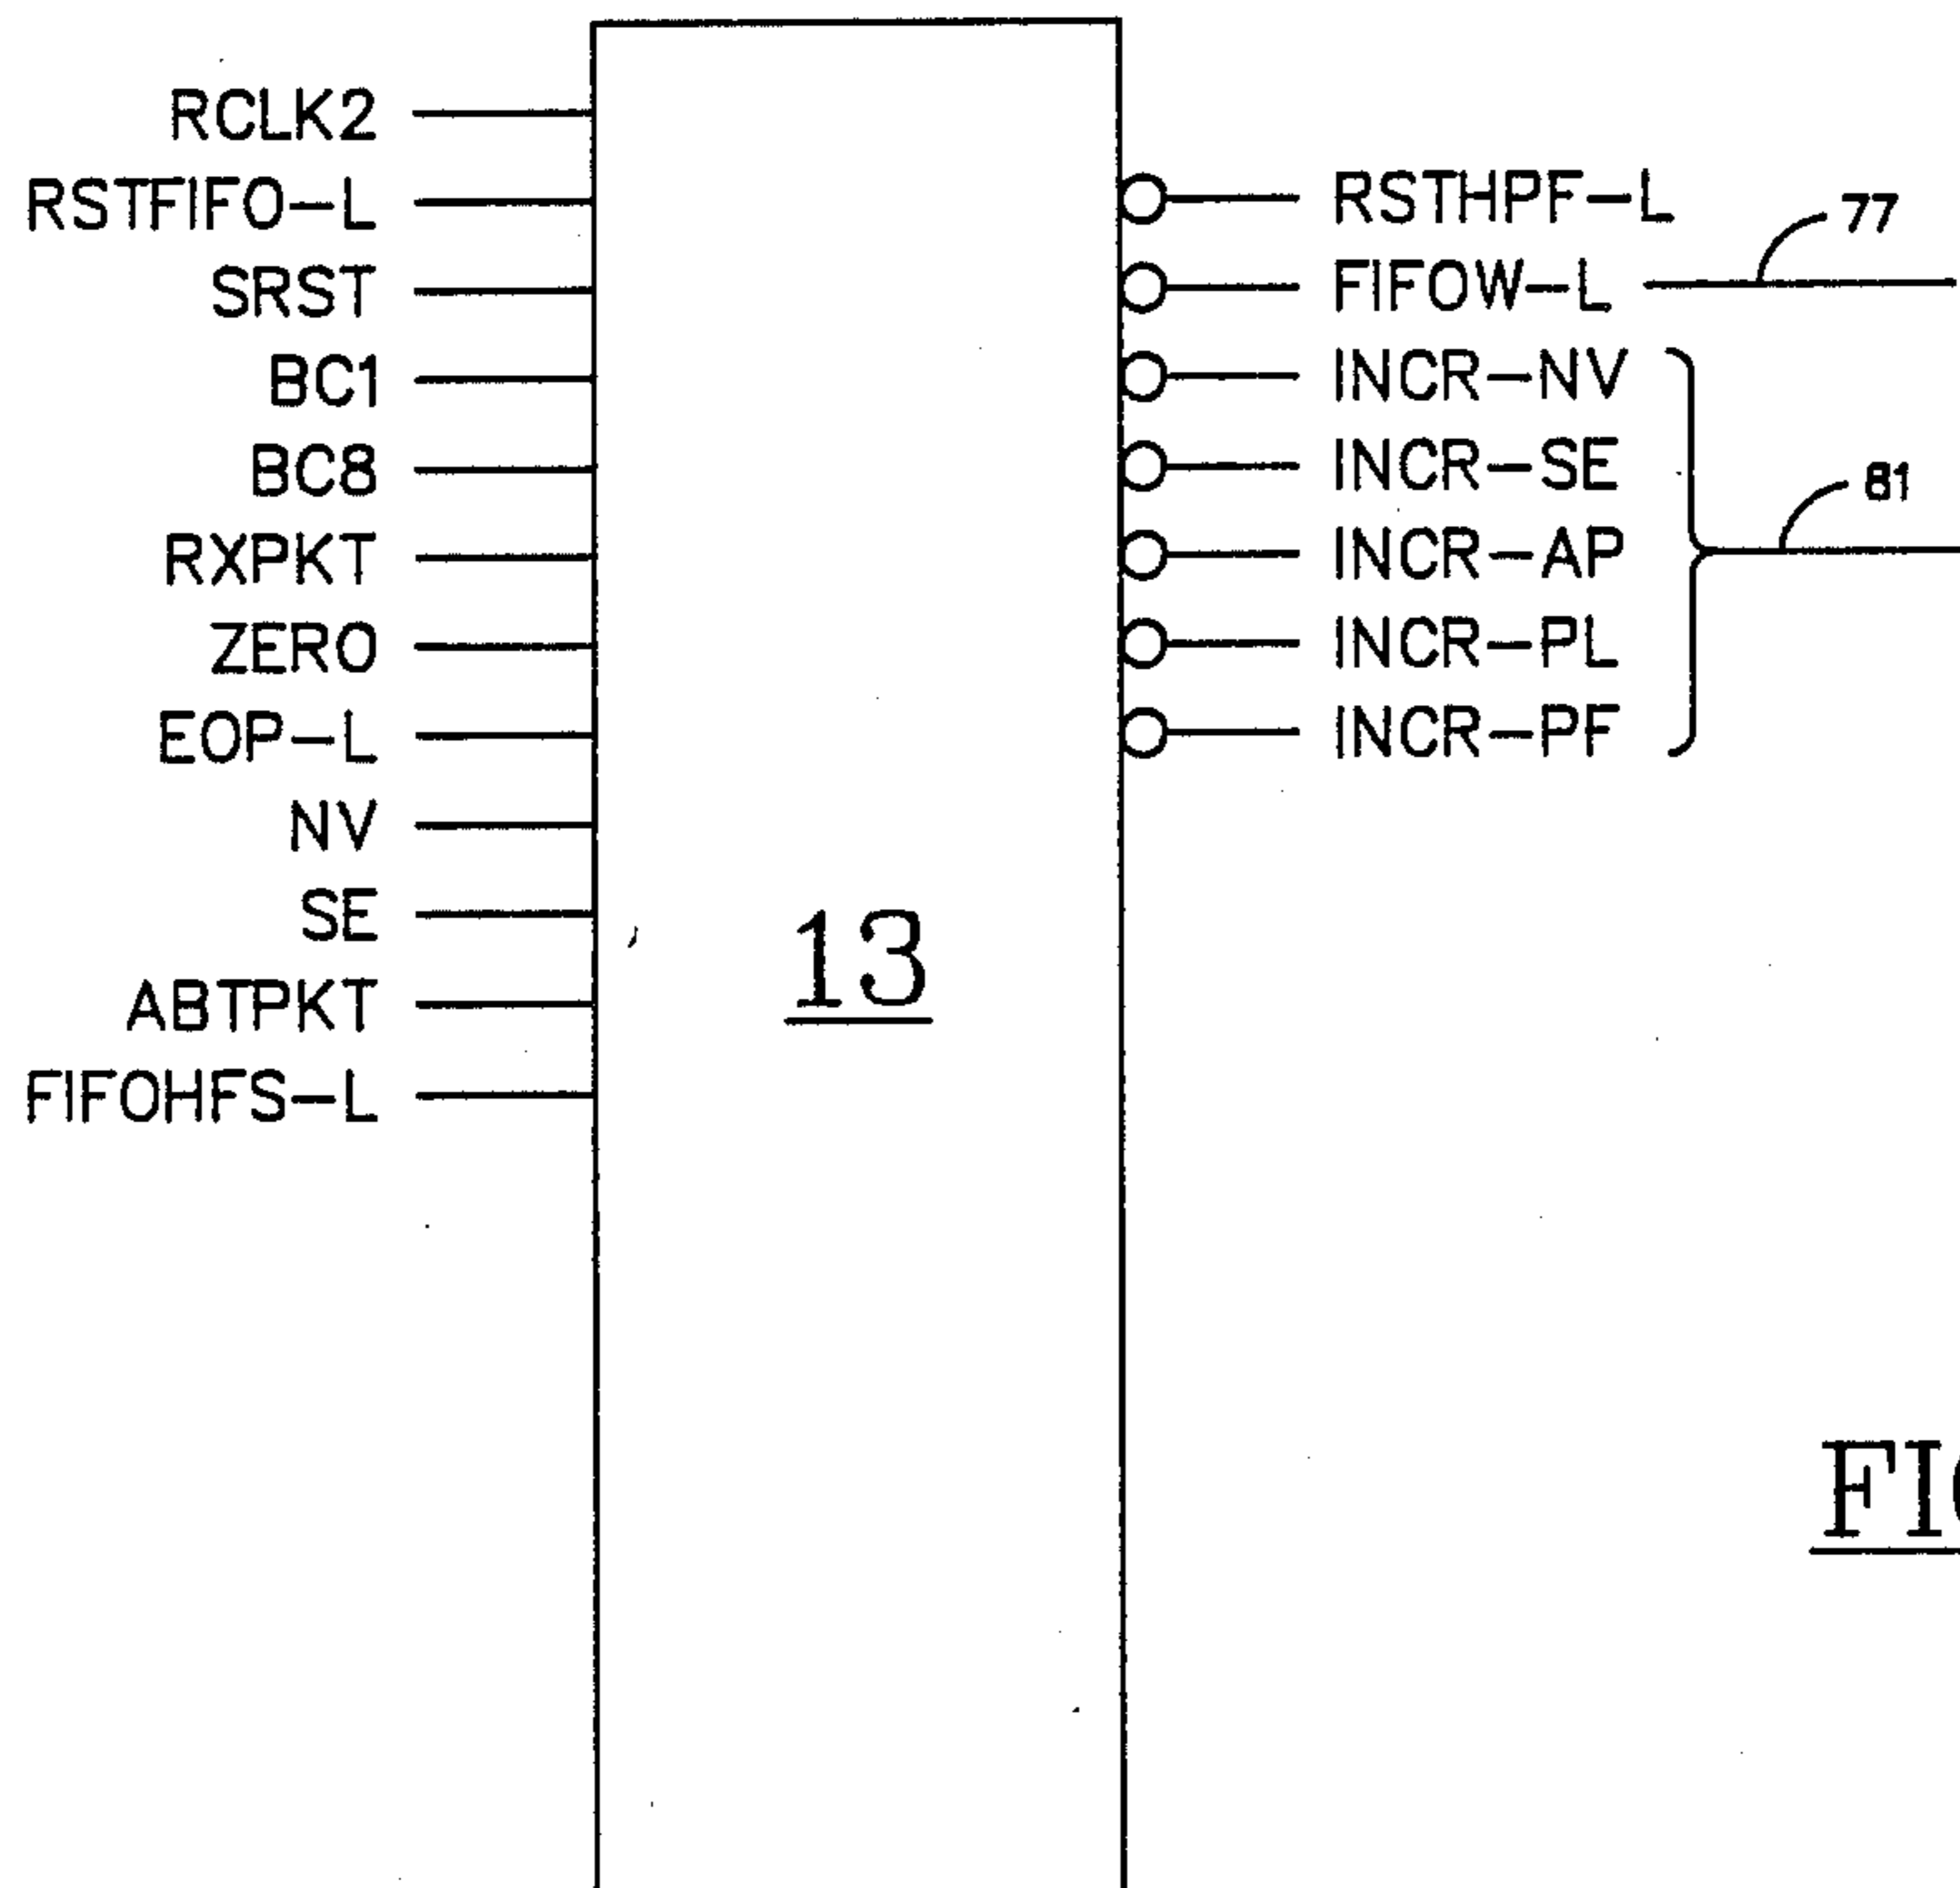 RCLK2
RSTFIFO-L
SRST
BC1
BC8
RXPKT
ZERO
EOP-L
NV
SE
ABTPKT
FIFOHFS-L
13
RSTHPF-L
FIFOW-L
77
INCR-NV
INCR-SE
INCR-AP
INCR-PL
INCR-PF
81